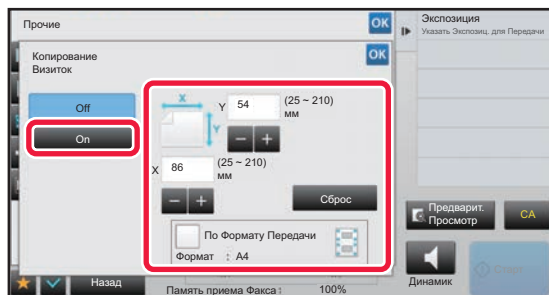 Прочие
OK
Экспозиция
Указать Экспозиц. для Передачи
Копирование
Визиток
OK
Off
On
X
Y
Y 54 (25 ~ 210)
мм
X 86 (25 ~ 210)
мм
Сброс
По Формату Передачи
Формат : A4
Предварит.
Просмотр
CA
Назад
Память приема Факса : 100%
Динамик
Старт